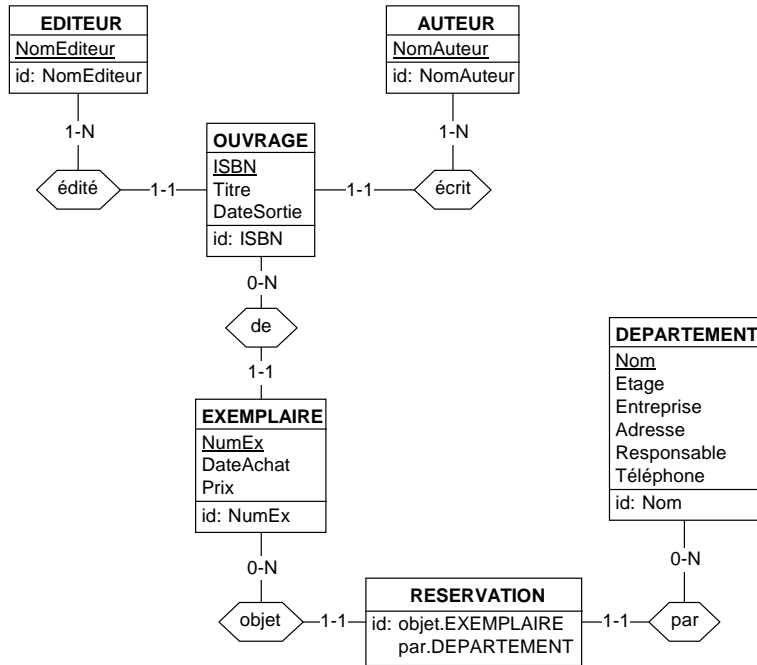 EDITEUR
NomEditeur
id: NomEditeur
AUTEUR
NomAuteur
id: NomAuteur
1-N
1-N
édité
1-1
OUVRAGE
ISBN
Titre
DateSortie
id: ISBN
1-1
écrit
0-N
de
1-1
EXEMPLAIRE
NumEx
DateAchat
Prix
id: NumEx
DEPARTEMENT
Nom
Etage
Entreprise
Adresse
Responsable
Téléphone
id: Nom
0-N
0-N
objet
1-1
RESERVATION
id: objet.EXEMPLAIRE
par.DEPARTEMENT
1-1
par